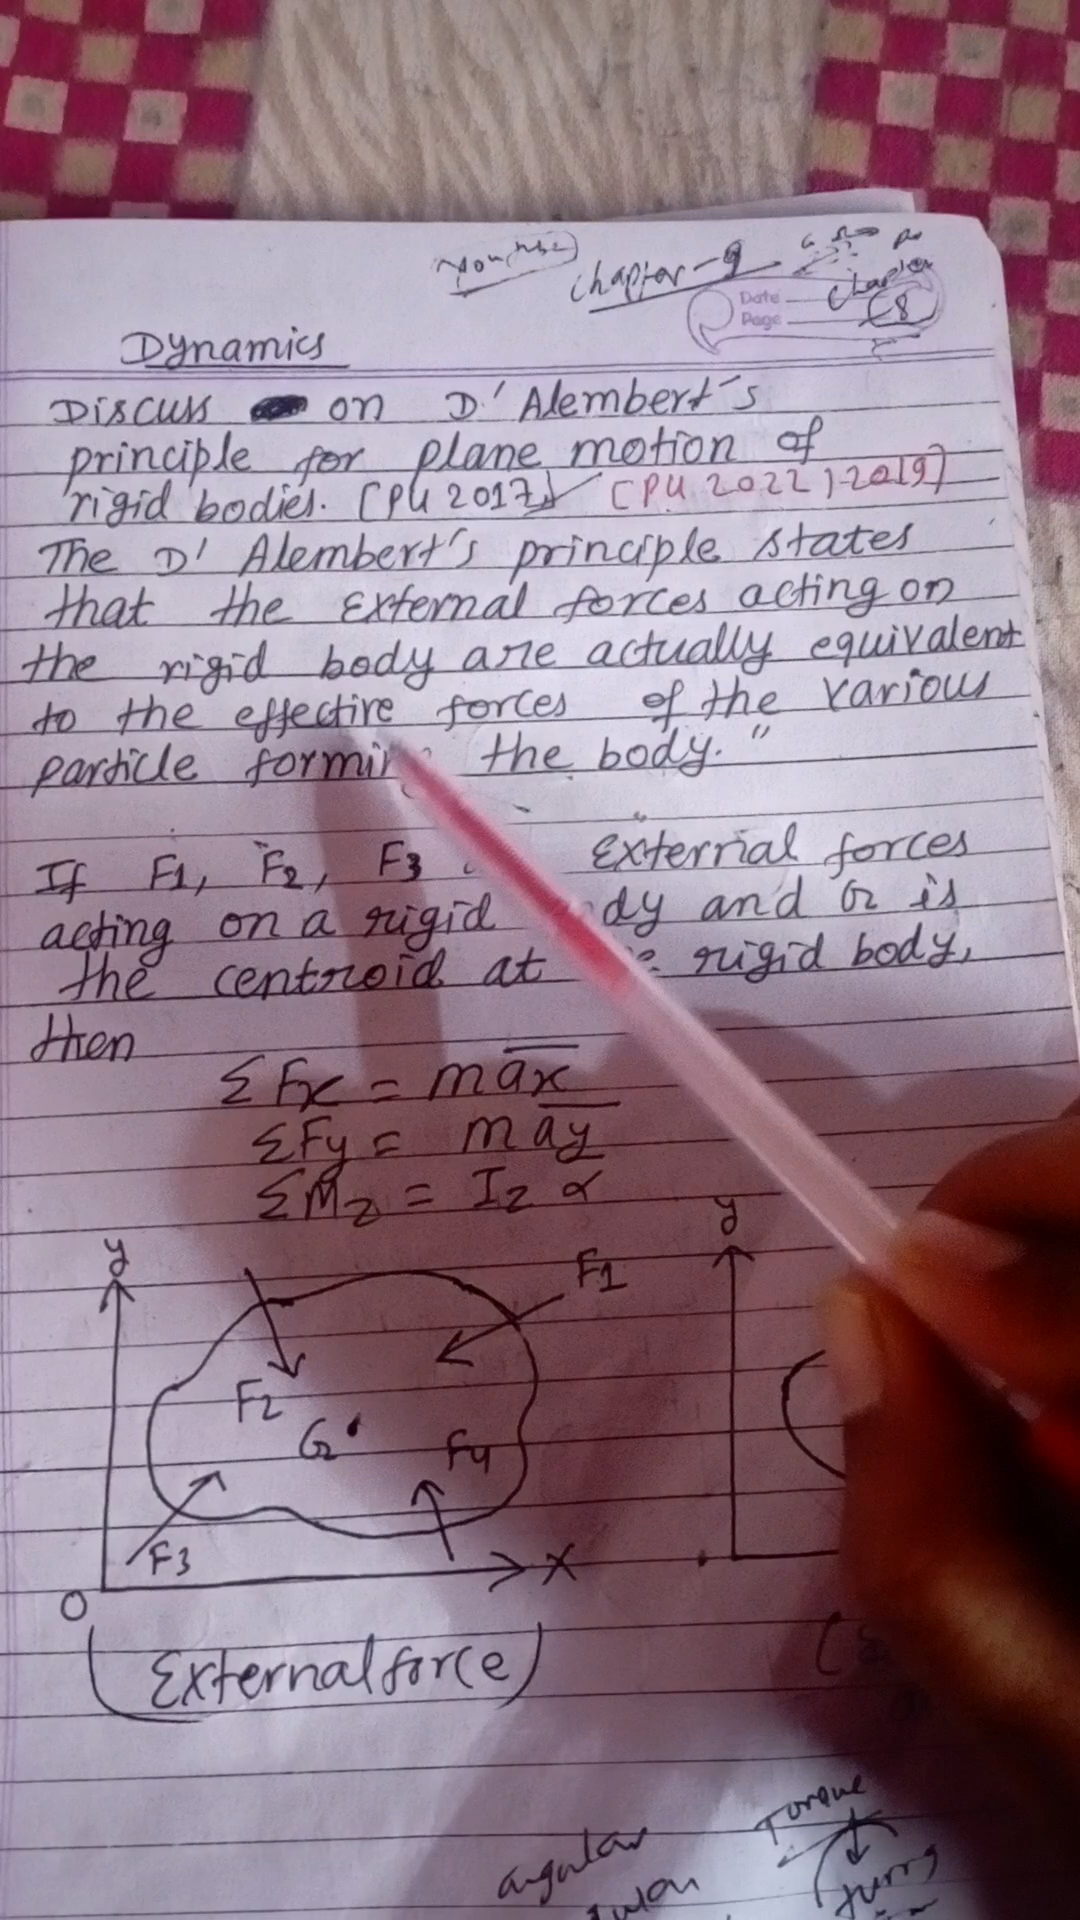 chapter-9
chapter
Date
8
Page
Dynamics
Discuss on D'Alembert's
principle for plane motion of
rigid bodies. [PU 2017] [PU 2022, 2019]
The D' Alembert's principle states
that the external forces acting on
the rigid body are actually equivalent
to the effective forces of the various
particle the body."
If F1, F2, F3 External forces
acting on a rigid and G is
the centroid at rigid body,
then
ΣFx = m a̅x̅
ΣFy = m a̅y̅
ΣMz = Iz α
y
y
F1
F2
G
F4
F3
X
O
(External force)
Torque
angular